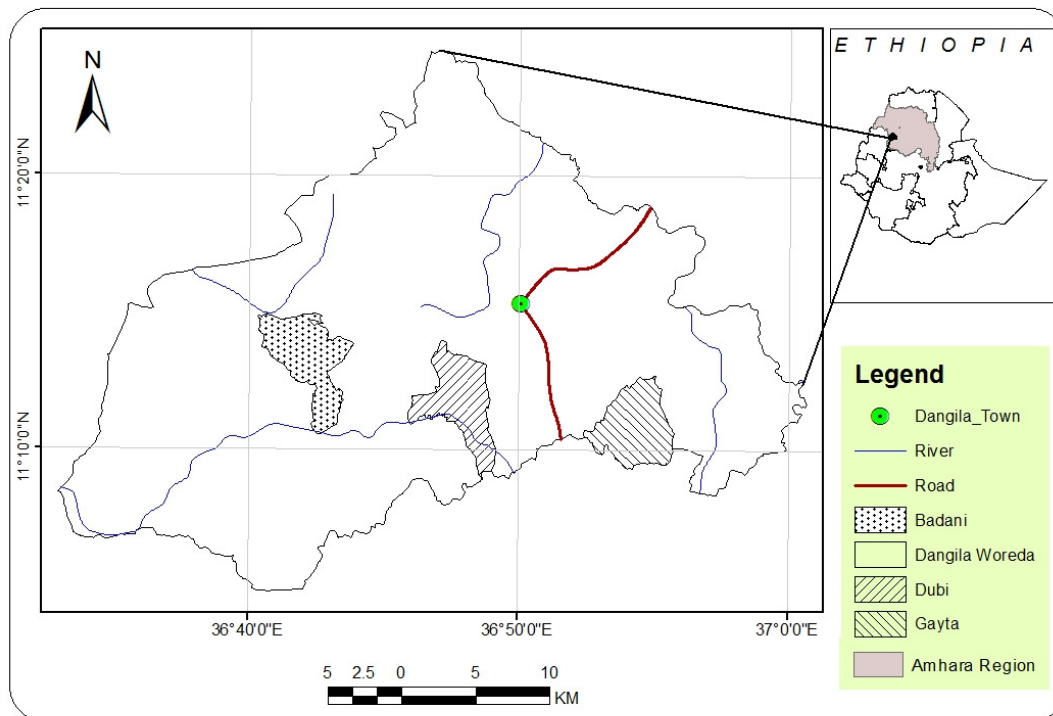 E T H I O P I A
N
11°20'0"N
11°10'0"N
36°40'0"E
36°50'0"E
37°0'0"E
5 2.5 0 5 10
KM
Legend
Dangila_Town
River
Road
Badani
Dangila Woreda
Dubi
Gayta
Amhara Region